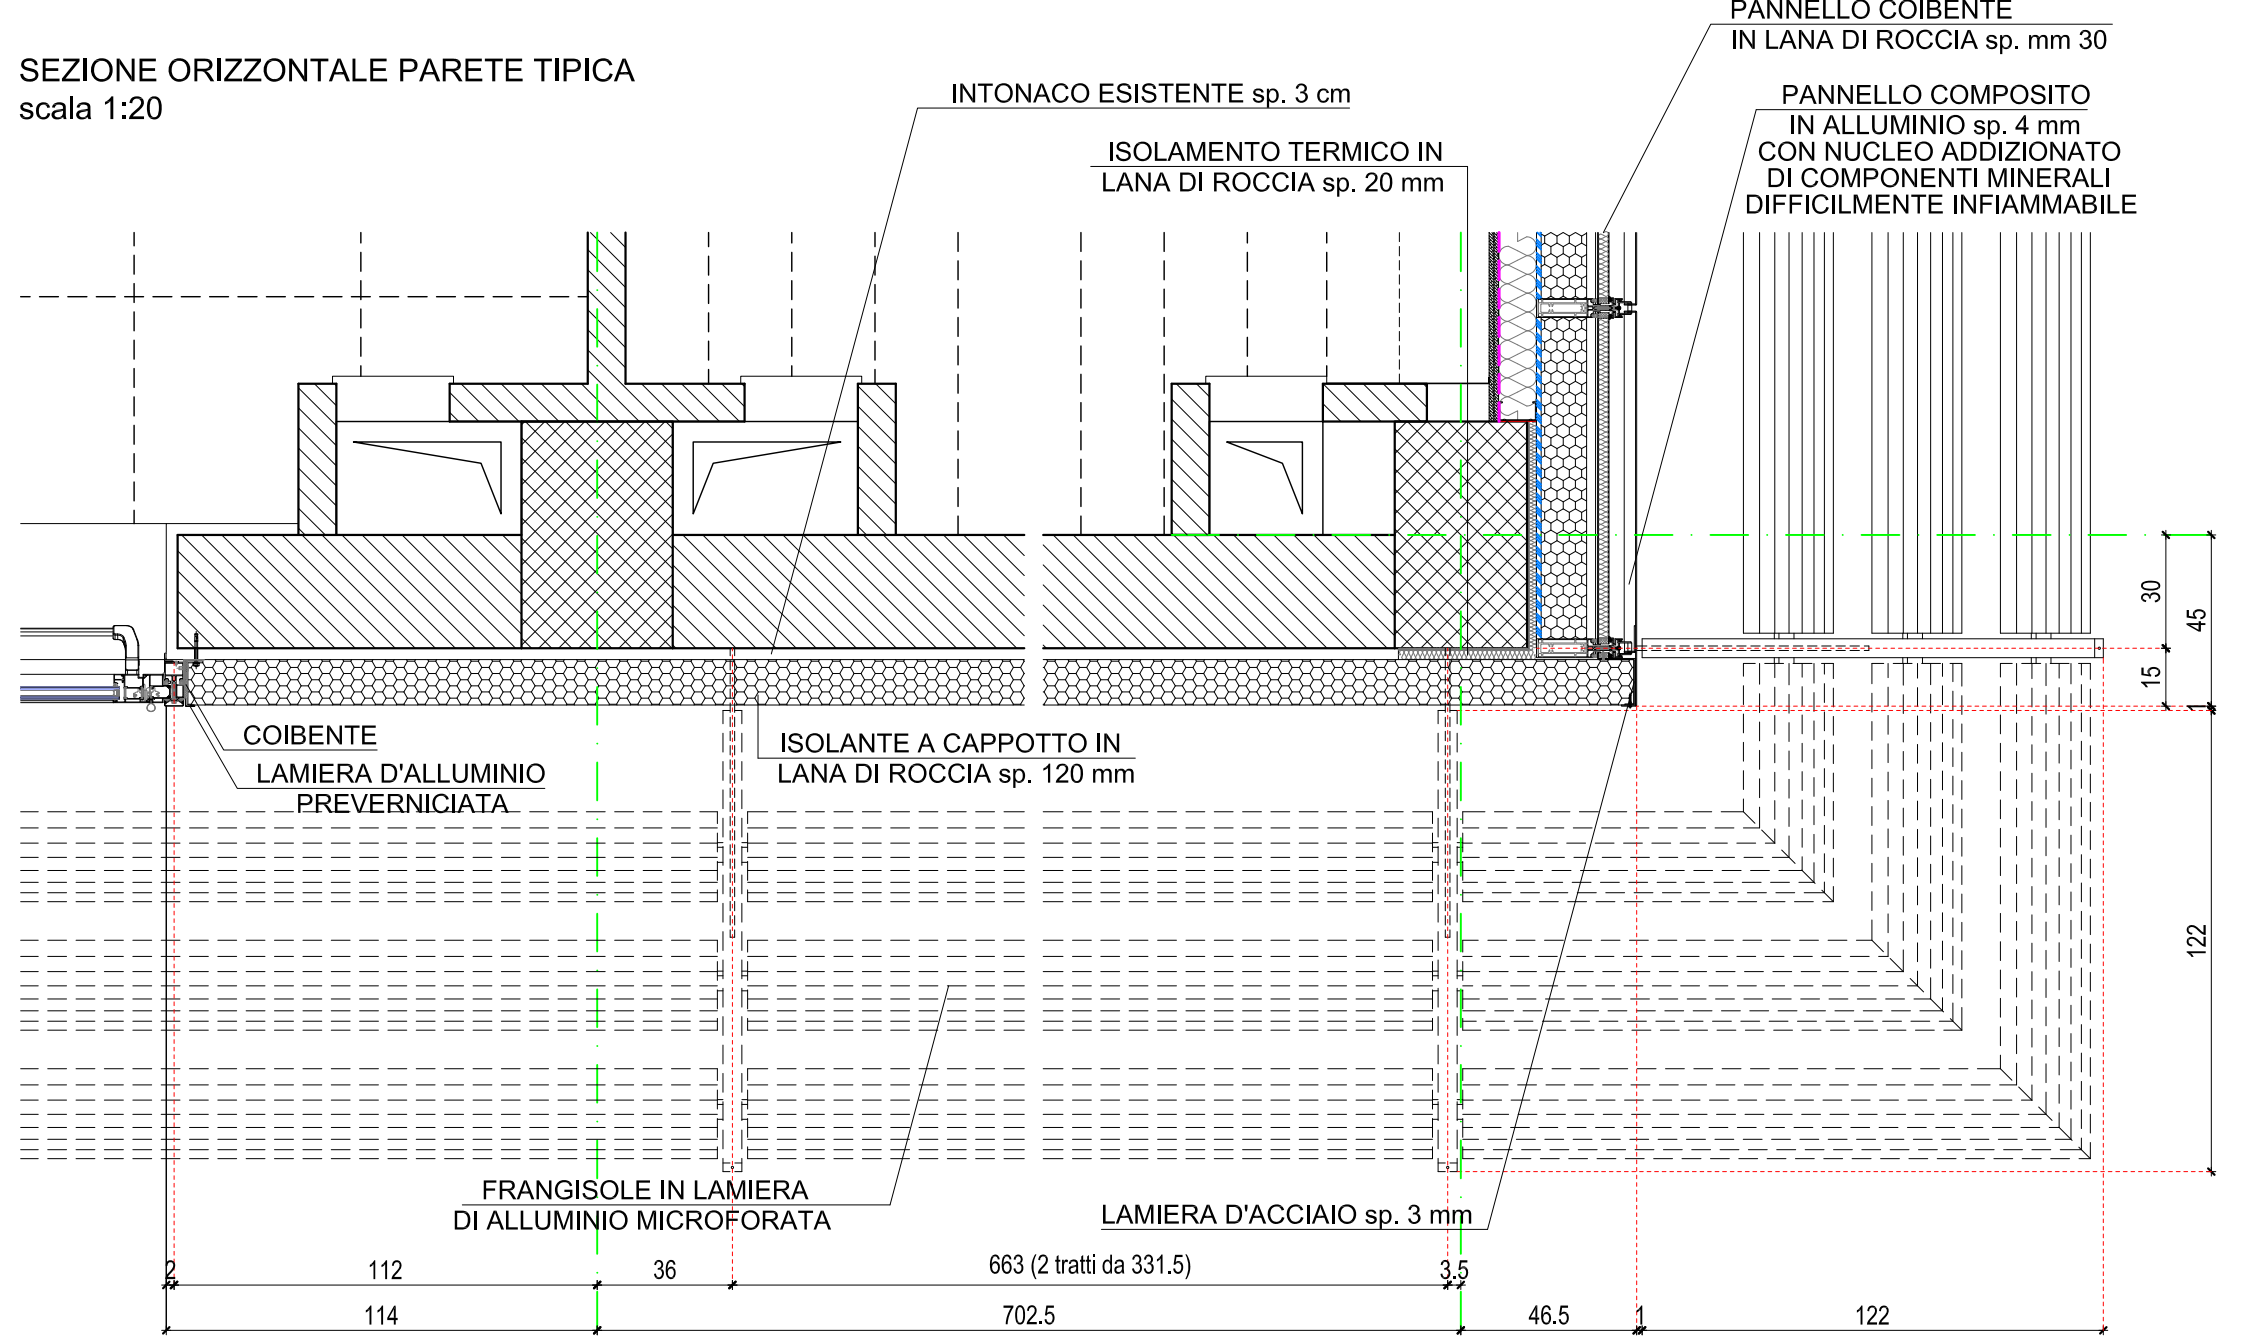 PANNELLO COIBENTE
IN LANA DI ROCCIA sp. mm 30
SEZIONE ORIZZONTALE PARETE TIPICA
scala 1:20
INTONACO ESISTENTE sp. 3 cm
PANNELLO COMPOSITO
IN ALLUMINIO sp. 4 mm
CON NUCLEO ADDIZIONATO
DI COMPONENTI MINERALI
DIFFICILMENTE INFIAMMABILE
ISOLAMENTO TERMICO IN
LANA DI ROCCIA sp. 20 mm
30
45
15
1
122
COIBENTE
LAMIERA D'ALLUMINIO
PREVERNICIATA
ISOLANTE A CAPPOTTO IN
LANA DI ROCCIA sp. 120 mm
FRANGISOLE IN LAMIERA
DI ALLUMINIO MICROFORATA
LAMIERA D'ACCIAIO sp. 3 mm
2 112 36 663 (2 tratti da 331.5) 3.5
114 702.5 46.5 1 122